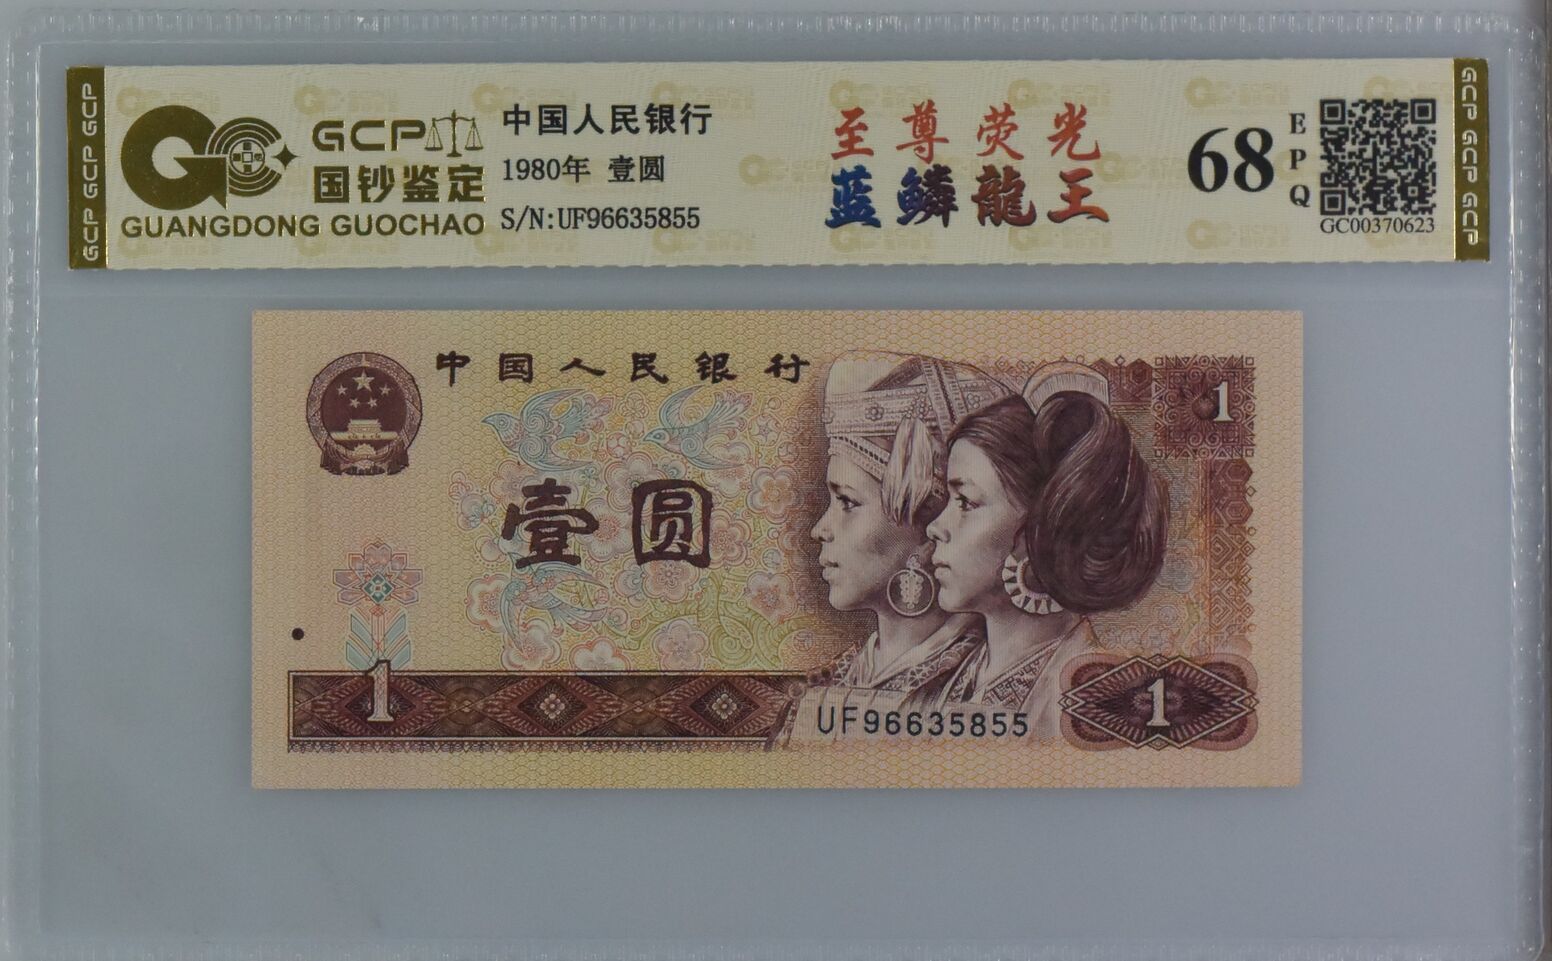 GCP GCP GCP
GCP
国钞鉴定
GUANGDONG GUOCHAO
中国人民银行
1980年 壹圆
S/N:UF96635855
至尊荧光
蓝鳞龍王
68
EPQ
GC00370623
GCP GCP GCP
中国人民银行
1
壹圆
1
UF96635855
1